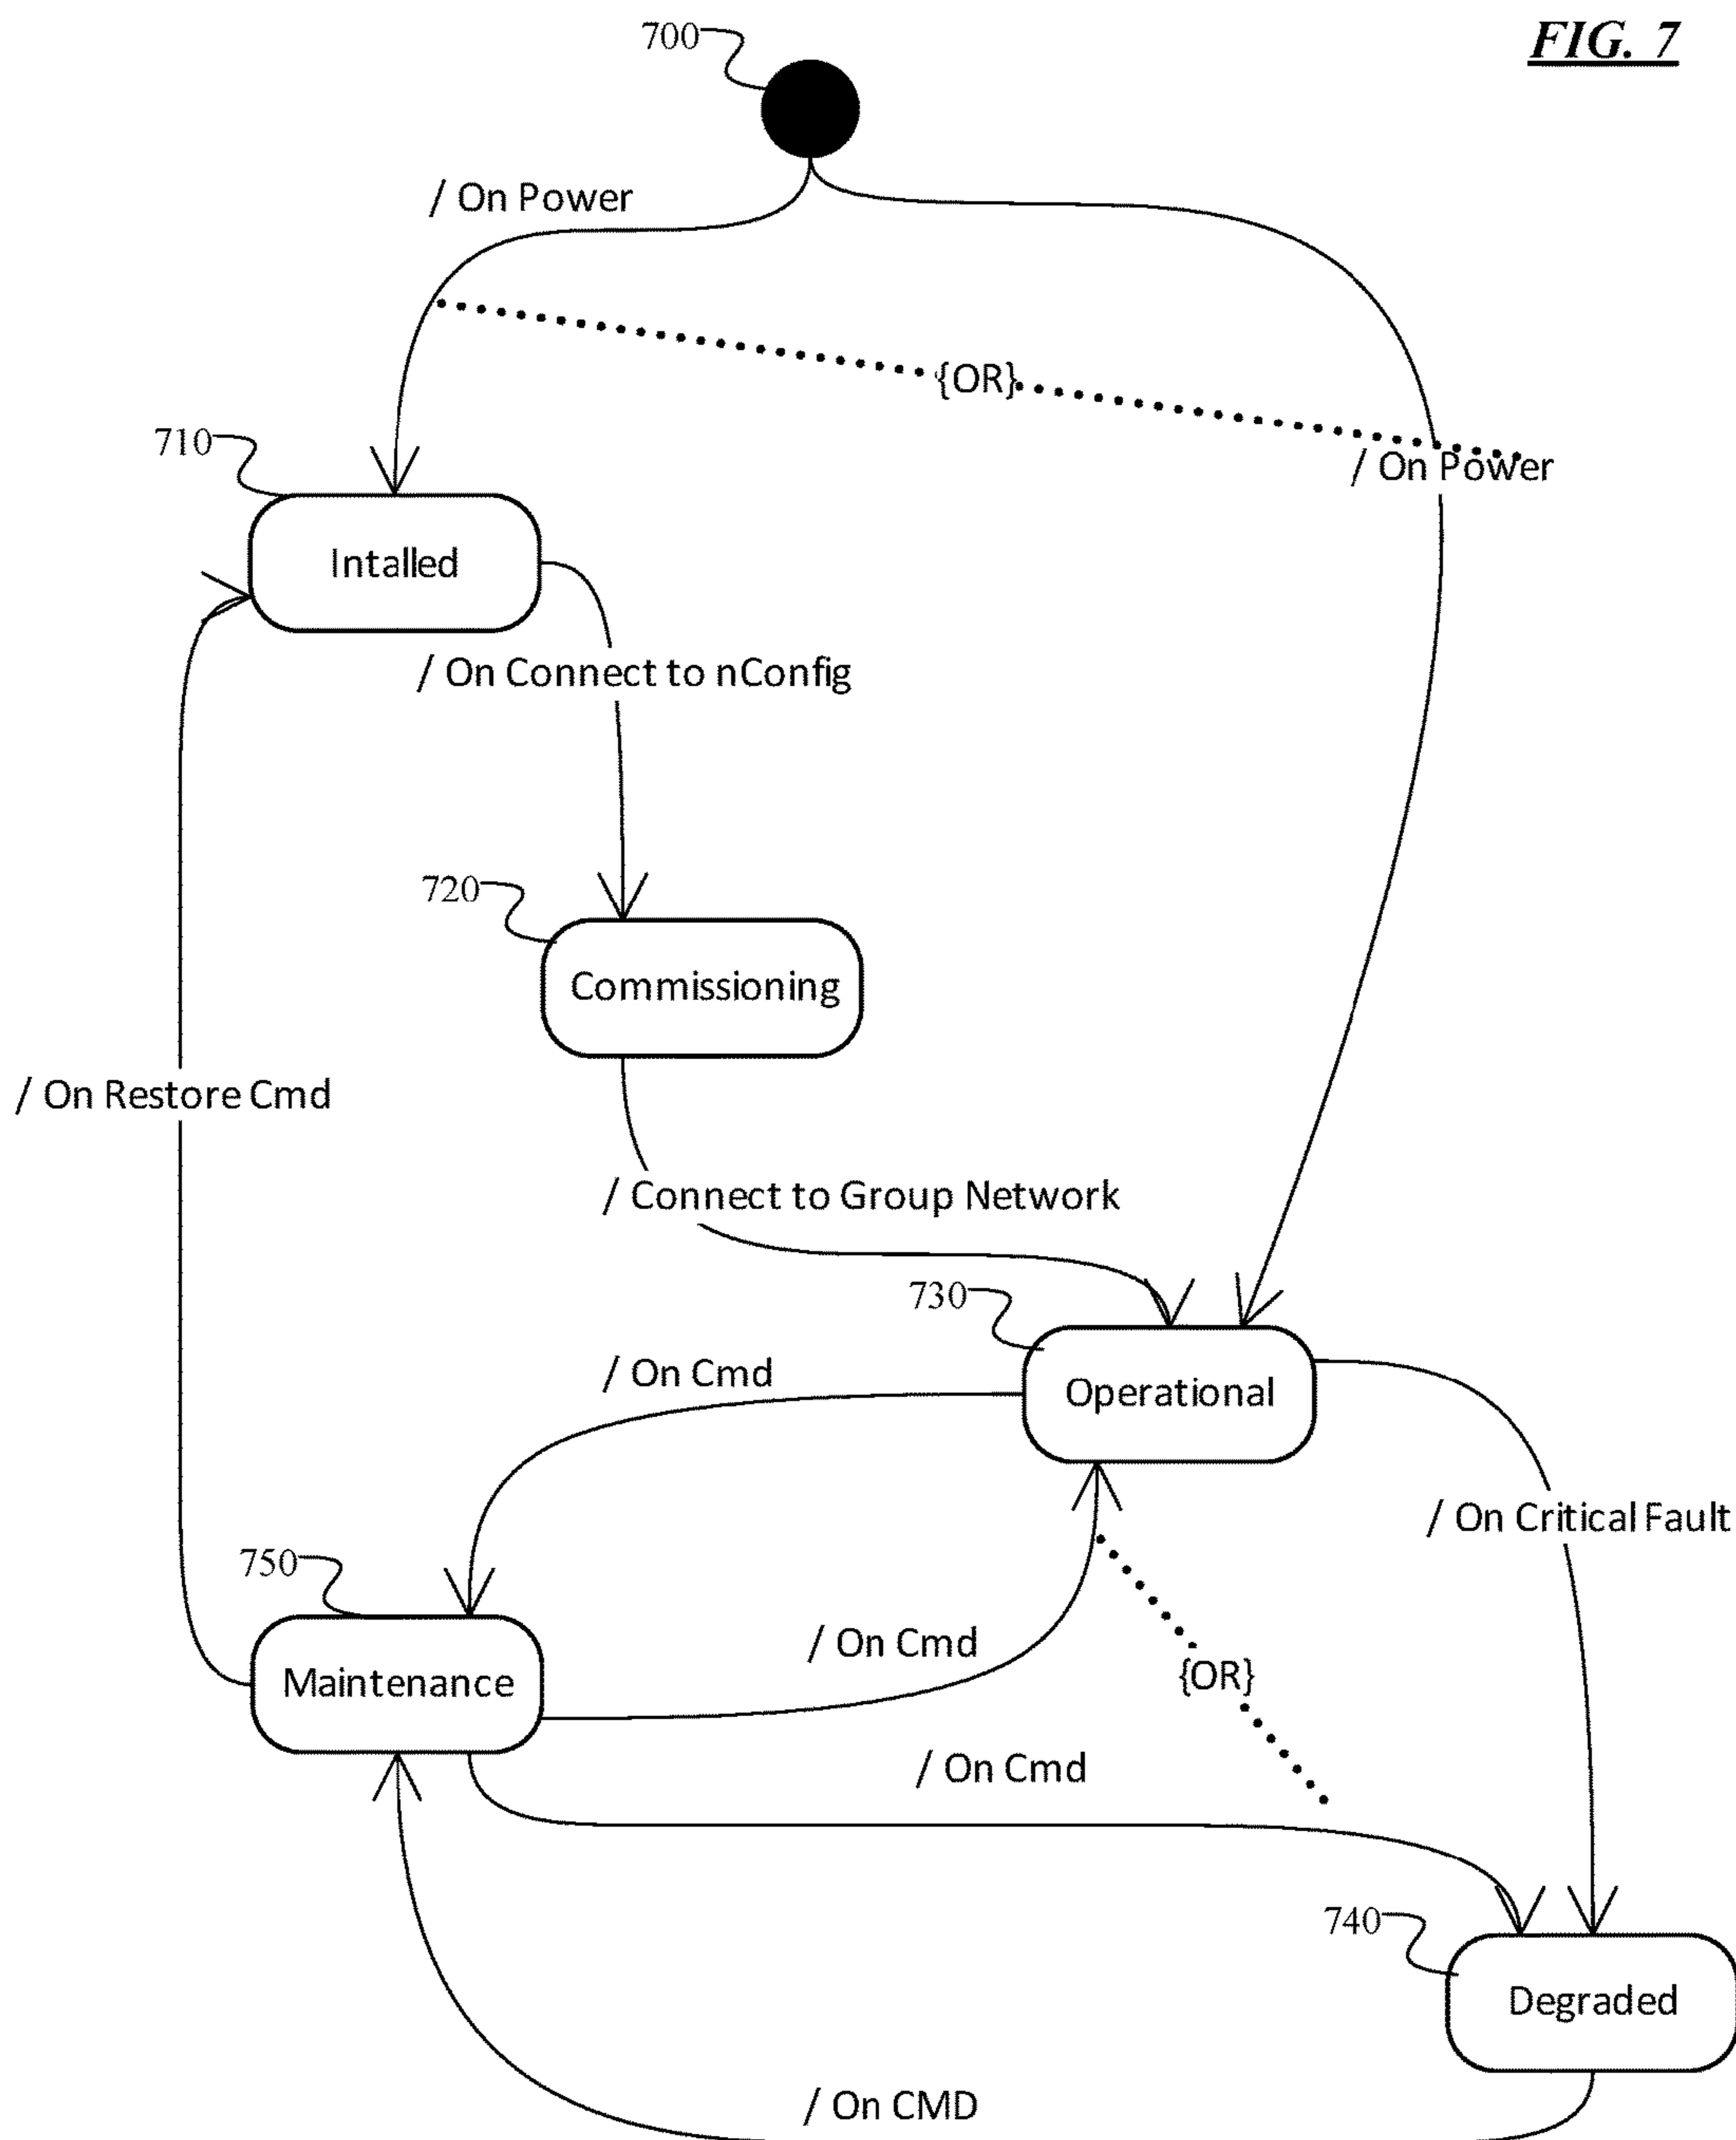 FIG. 7
700
/ On Power
{OR}
/ On Power
710
Intalled
/ On Connect to nConfig
720
Commissioning
/ On Restore Cmd
/ Connect to Group Network
730
Operational
/ On Cmd
/ On Critical Fault
750
Maintenance
/ On Cmd
{OR}
/ On Cmd
740
Degraded
/ On CMD